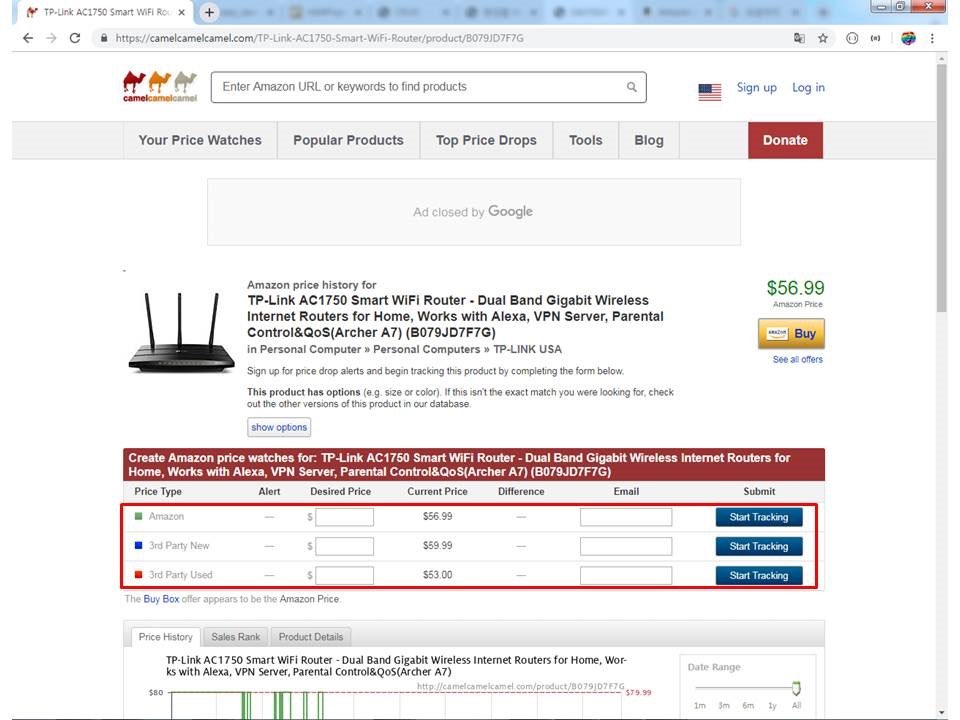 TP-Link AC1750 Smart WiFi Rou
https://camelcamelcamel.com/TP-Link-AC1750-Smart-WiFi-Router/product/B079JD7F7G
camelcamelcamel
Enter Amazon URL or keywords to find products
Sign up
Log in
Your Price Watches
Popular Products
Top Price Drops
Tools
Blog
Donate
Ad closed by Google
Amazon price history for
TP-Link AC1750 Smart WiFi Router - Dual Band Gigabit Wireless
Internet Routers for Home, Works with Alexa, VPN Server, Parental
Control&QoS(Archer A7) (B079JD7F7G)
in Personal Computer » Personal Computers » TP-LINK USA
Sign up for price drop alerts and begin tracking this product by completing the form below.
This product has options (e.g. size or color). If this isn't the exact match you were looking for, check
out the other versions of this product in our database.
show options
$56.99
Amazon Price
amazon Buy
See all offers
Create Amazon price watches for: TP-Link AC1750 Smart WiFi Router - Dual Band Gigabit Wireless Internet Routers for
Home, Works with Alexa, VPN Server, Parental Control&QoS(Archer A7) (B079JD7F7G)
Price Type Alert Desired Price Current Price Difference Email Submit
Amazon — $ $56.99 — Start Tracking
3rd Party New — $ $59.99 — Start Tracking
3rd Party Used — $ $53.00 — Start Tracking
The Buy Box offer appears to be the Amazon Price.
Price History
Sales Rank
Product Details
TP-Link AC1750 Smart WiFi Router - Dual Band Gigabit Wireless Internet Routers for Home, Wor-
ks with Alexa, VPN Server, Parental Control&QoS(Archer A7)
http://camelcamelcamel.com/product/B079JD7F7G
$80
$79.99
Date Range
1m 3m 6m 1y All